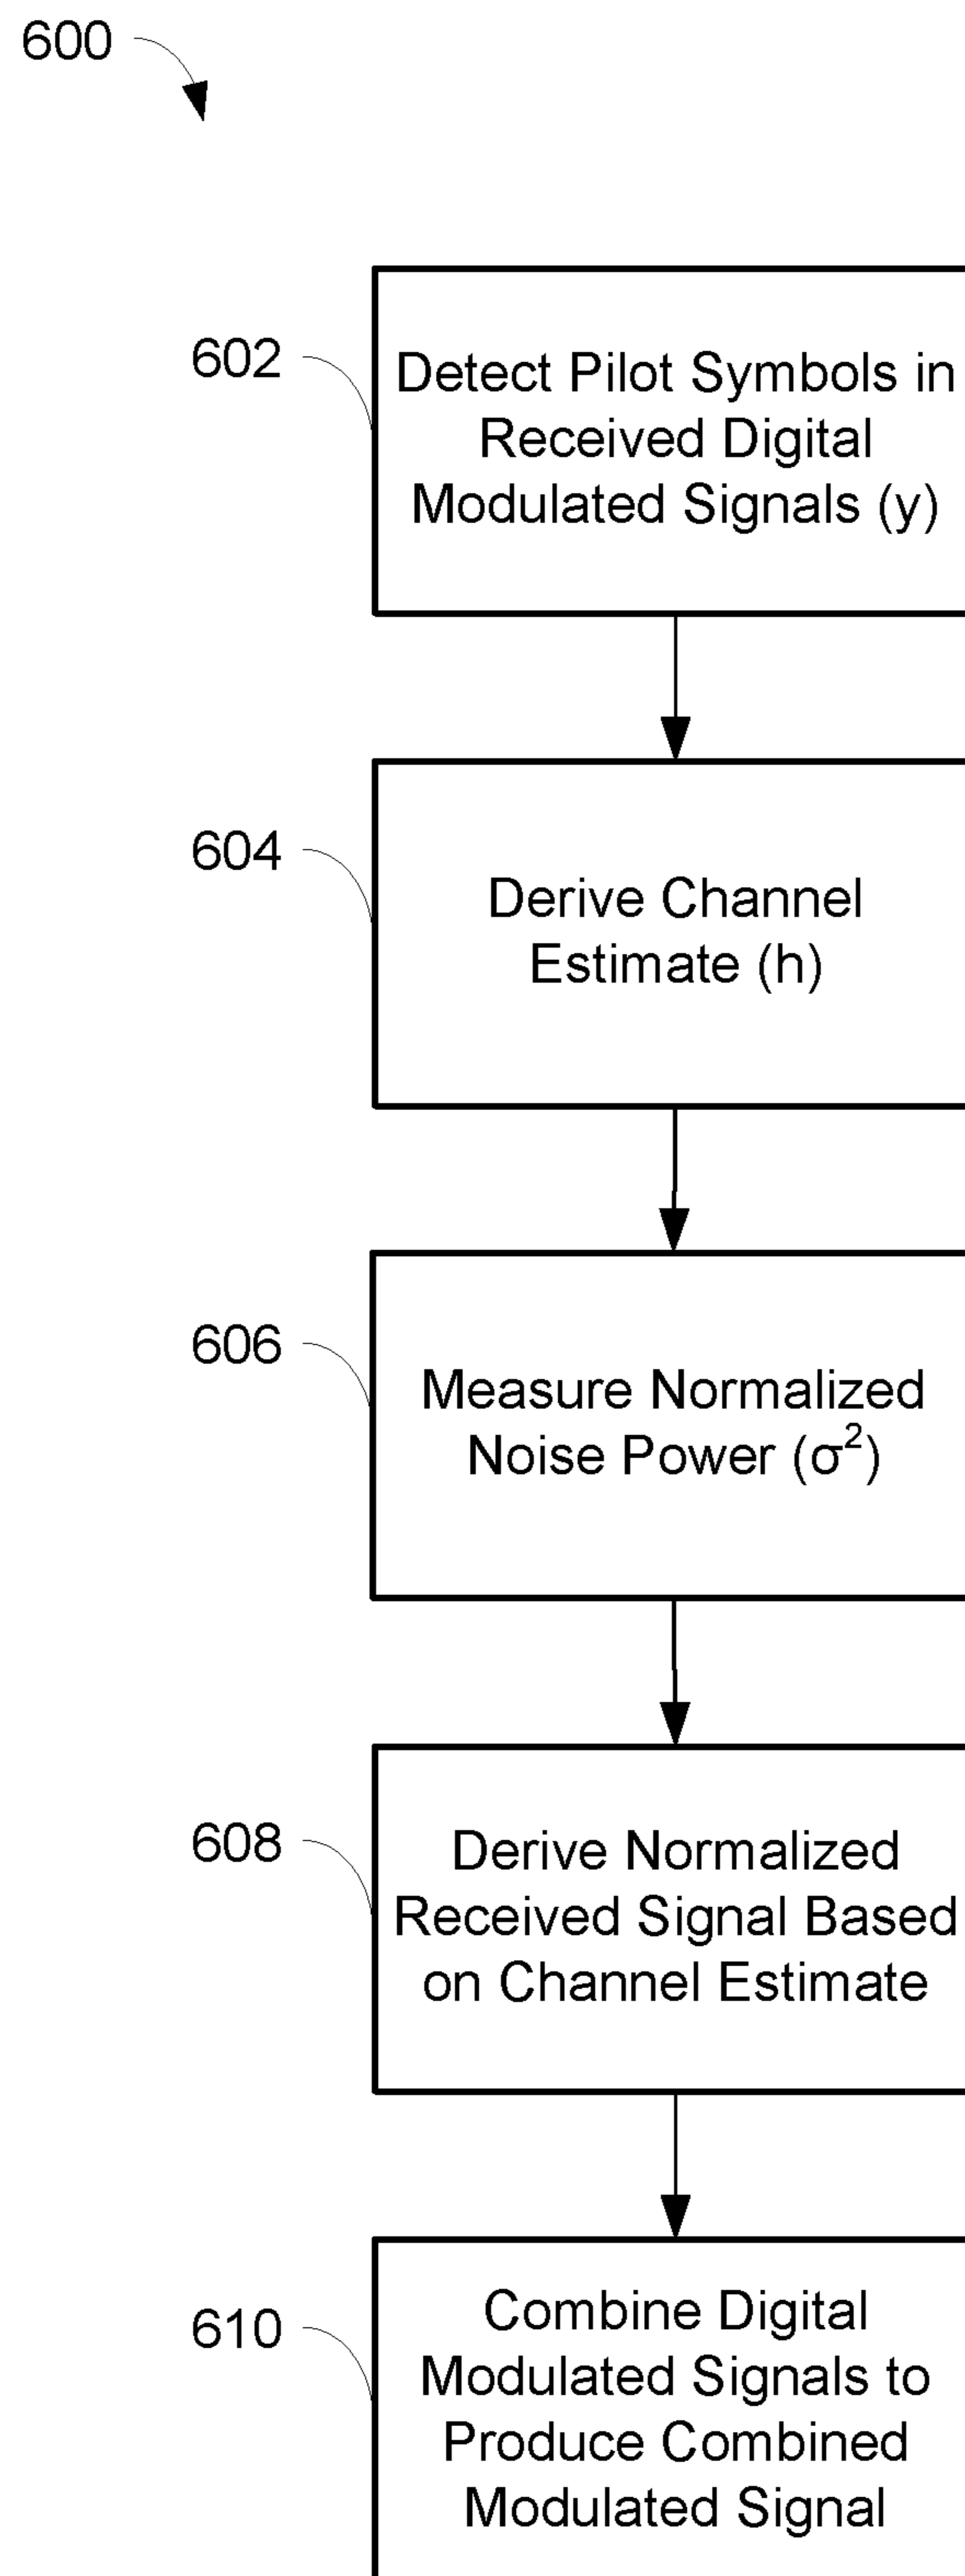 600
602
Detect Pilot Symbols in
Received Digital
Modulated Signals (y)
604
Derive Channel
Estimate (h)
606
Measure Normalized
Noise Power (σ²)
608
Derive Normalized
Received Signal Based
on Channel Estimate
610
Combine Digital
Modulated Signals to
Produce Combined
Modulated Signal